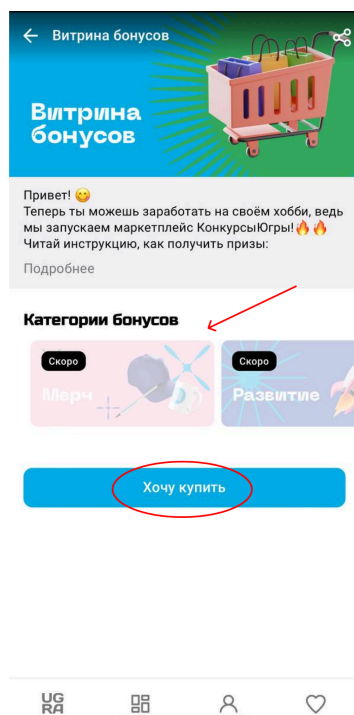 Витрина бонусов
Витрина
бонусов
Привет! 😋
Теперь ты можешь заработать на своём хобби, ведь
мы запускаем маркетплейс КонкурсыЮгры!🔥🔥
Читай инструкцию, как получить призы:
Подробнее
Категории бонусов
Скоро
Мерч
Скоро
Развитие
Хочу купить
UG
RA